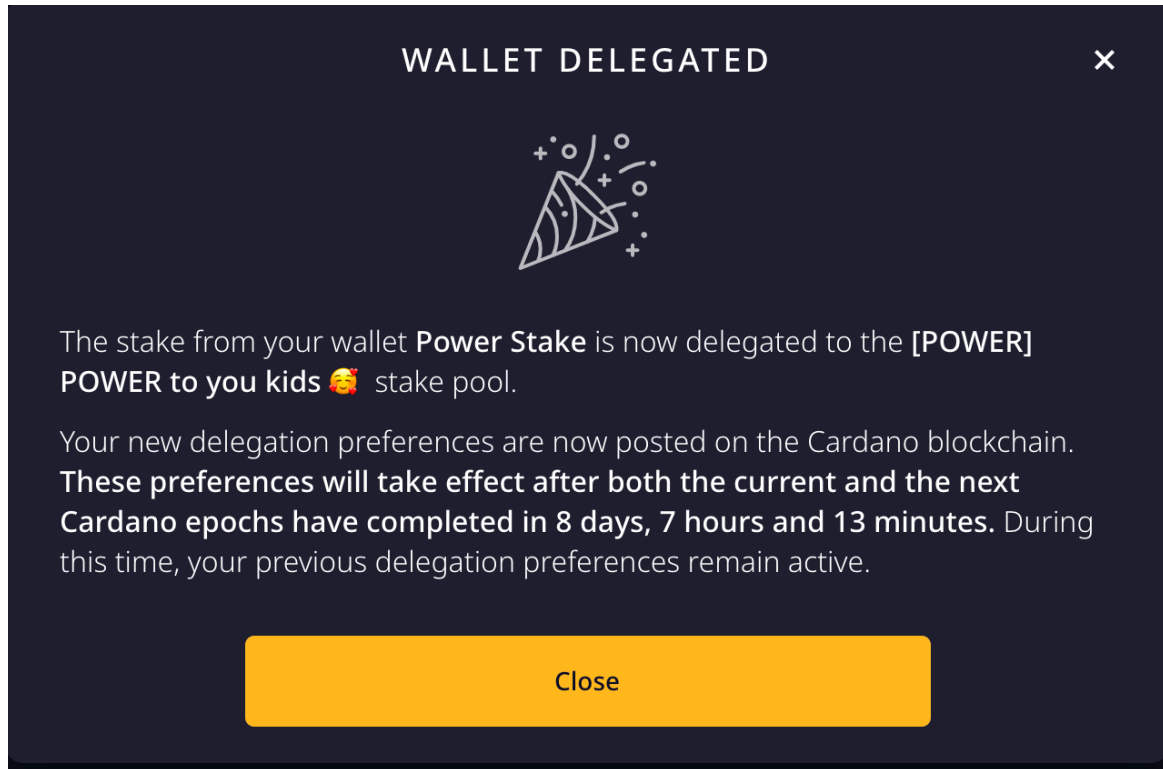 WALLET DELEGATED
The stake from your wallet Power Stake is now delegated to the [POWER]
POWER to you kids 🥰 stake pool.
Your new delegation preferences are now posted on the Cardano blockchain.
These preferences will take effect after both the current and the next
Cardano epochs have completed in 8 days, 7 hours and 13 minutes. During
this time, your previous delegation preferences remain active.
Close